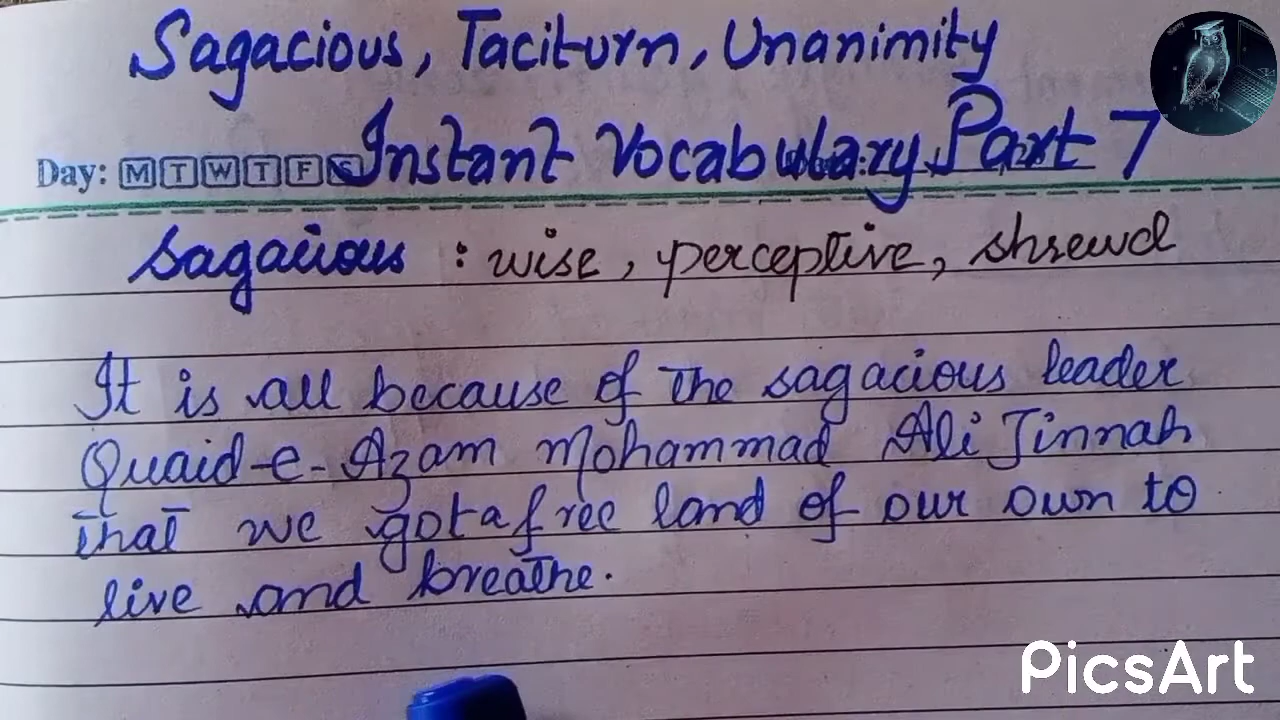 Sagacious, Taciturn, Unanimity
Instant Vocabulary Part 7
Day: M T W T F S
Sagacious : wise, perceptive, shrewd
It is all because of the sagacious leader
Quaid-e-Azam Mohammad Ali Jinnah
that we got a free land of our own to
live and breathe.
PicsArt